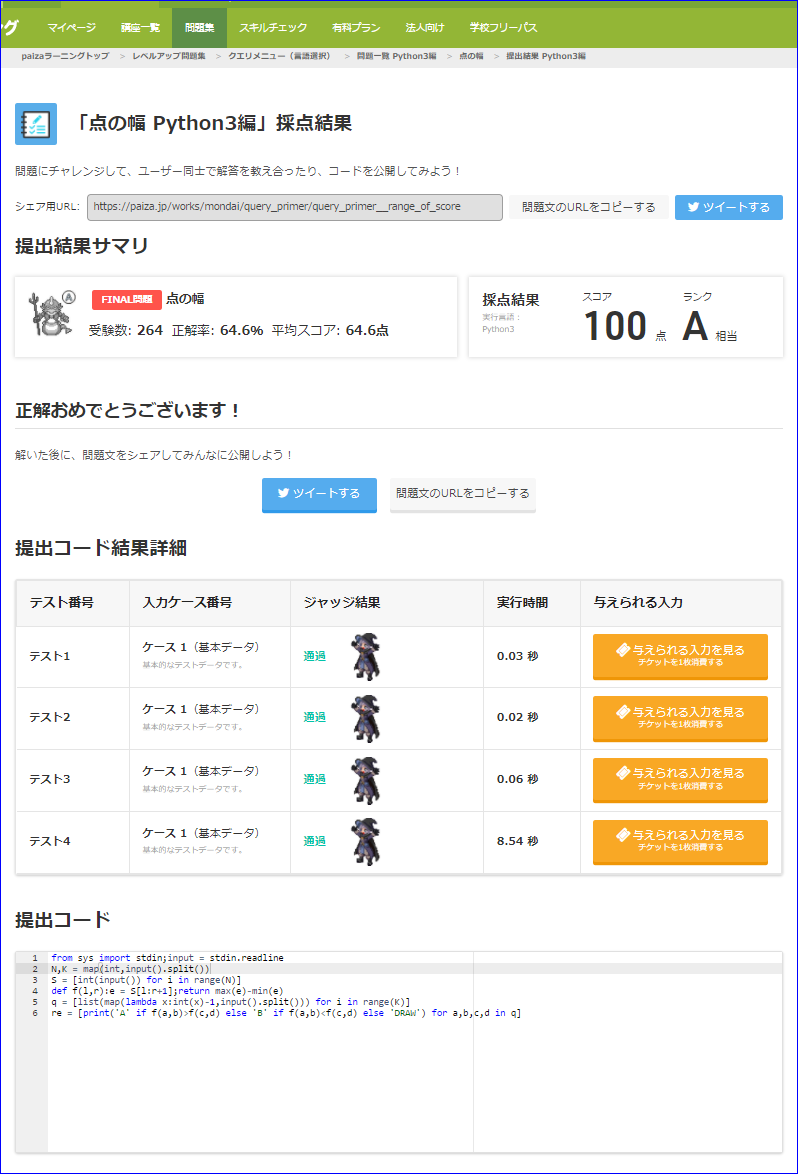 グ マイページ 講座一覧 問題集 スキルチェック 有料プラン 法人向け 学校フリーパス
paizaラーニングトップ > レベルアップ問題集 > クエリメニュー（言語選択） > 問題一覧 Python3編 > 点の幅 > 提出結果 Python3編
「点の幅 Python3編」採点結果
問題にチャレンジして、ユーザー同士で解答を教え合ったり、コードを公開してみよう！
シェア用URL: https://paiza.jp/works/mondai/query_primer/query_primer__range_of_score 問題文のURLをコピーする ツイートする
提出結果サマリ
A FINAL問題 点の幅
受験数: 264 正解率: 64.6% 平均スコア: 64.6点
採点結果 スコア ランク
実行言語：
Python3
100 点 A 相当
正解おめでとうございます！
解いた後に、問題文をシェアしてみんなに公開しよう！
ツイートする 問題文のURLをコピーする
提出コード結果詳細
テスト番号 入力ケース番号 ジャッジ結果 実行時間 与えられる入力
テスト1 ケース 1（基本データ） 通過 0.03 秒 与えられる入力を見る
基本的なテストデータです。 チケットを1枚消費する
テスト2 ケース 1（基本データ） 通過 0.02 秒 与えられる入力を見る
基本的なテストデータです。 チケットを1枚消費する
テスト3 ケース 1（基本データ） 通過 0.06 秒 与えられる入力を見る
基本的なテストデータです。 チケットを1枚消費する
テスト4 ケース 1（基本データ） 通過 8.54 秒 与えられる入力を見る
基本的なテストデータです。 チケットを1枚消費する
提出コード
1 from sys import stdin;input = stdin.readline
2 N,K = map(int,input().split())
3 S = [int(input()) for i in range(N)]
4 def f(l,r):e = S[l:r+1];return max(e)-min(e)
5 q = [list(map(lambda x:int(x)-1,input().split())) for i in range(K)]
6 re = [print('A' if f(a,b)>f(c,d) else 'B' if f(a,b)<f(c,d) else 'DRAW') for a,b,c,d in q]